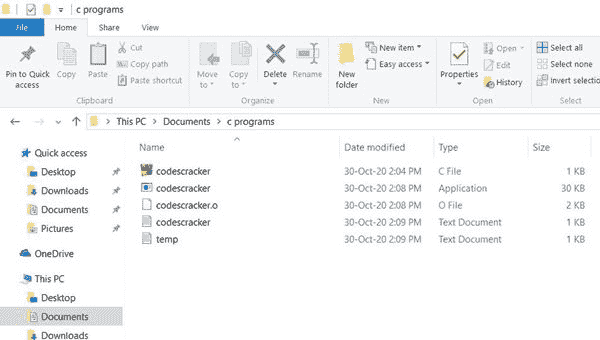 c programs
File
Home
Share
View
Pin to Quick access
Copy
Paste
Cut
Copy path
Paste shortcut
Clipboard
Move to
Copy to
Delete
Rename
Organize
New folder
New item
Easy access
New
Properties
Open
Edit
History
Open
Select all
Select none
Invert selectio
Select
This PC > Documents > c programs
Quick access
Desktop
Downloads
Documents
Pictures
OneDrive
This PC
Desktop
Documents
Downloads
Name Date modified Type Size
codescracker 30-Oct-20 2:04 PM C File 1 KB
codescracker 30-Oct-20 2:08 PM Application 30 KB
codescracker.o 30-Oct-20 2:08 PM O File 2 KB
codescracker 30-Oct-20 2:09 PM Text Document 1 KB
temp 30-Oct-20 2:09 PM Text Document 1 KB